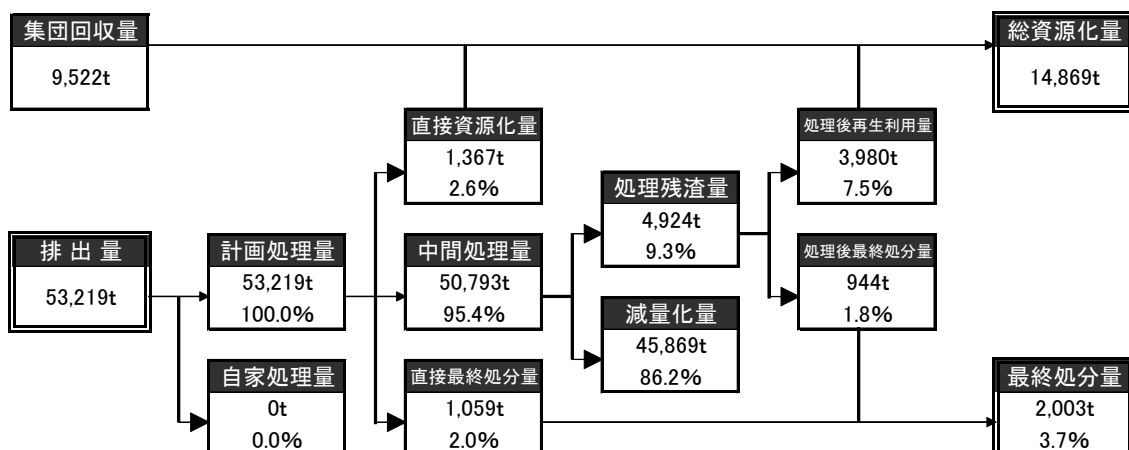 集団回収量
9,522t
総資源化量
14,869t
直接資源化量
1,367t
2.6%
処理後再生利用量
3,980t
7.5%
処理残渣量
4,924t
9.3%
排出量
53,219t
計画処理量
53,219t
100.0%
中間処理量
50,793t
95.4%
処理後最終処分量
944t
1.8%
減量化量
45,869t
86.2%
自家処理量
0t
0.0%
直接最終処分量
1,059t
2.0%
最終処分量
2,003t
3.7%